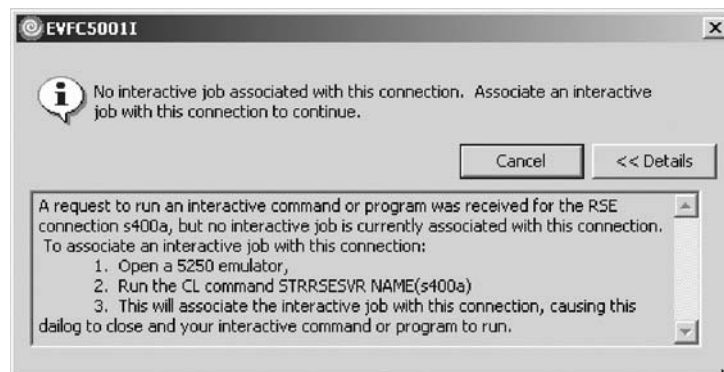 EVFC5001I
No interactive job associated with this connection. Associate an interactive
job with this connection to continue.
Cancel
<< Details
A request to run an interactive command or program was received for the RSE
connection s400a, but no interactive job is currently associated with this connection.
To associate an interactive job with this connection:
1. Open a 5250 emulator,
2. Run the CL command STRRSESVR NAME(s400a)
3. This will associate the interactive job with this connection, causing this
dailog to close and your interactive command or program to run.